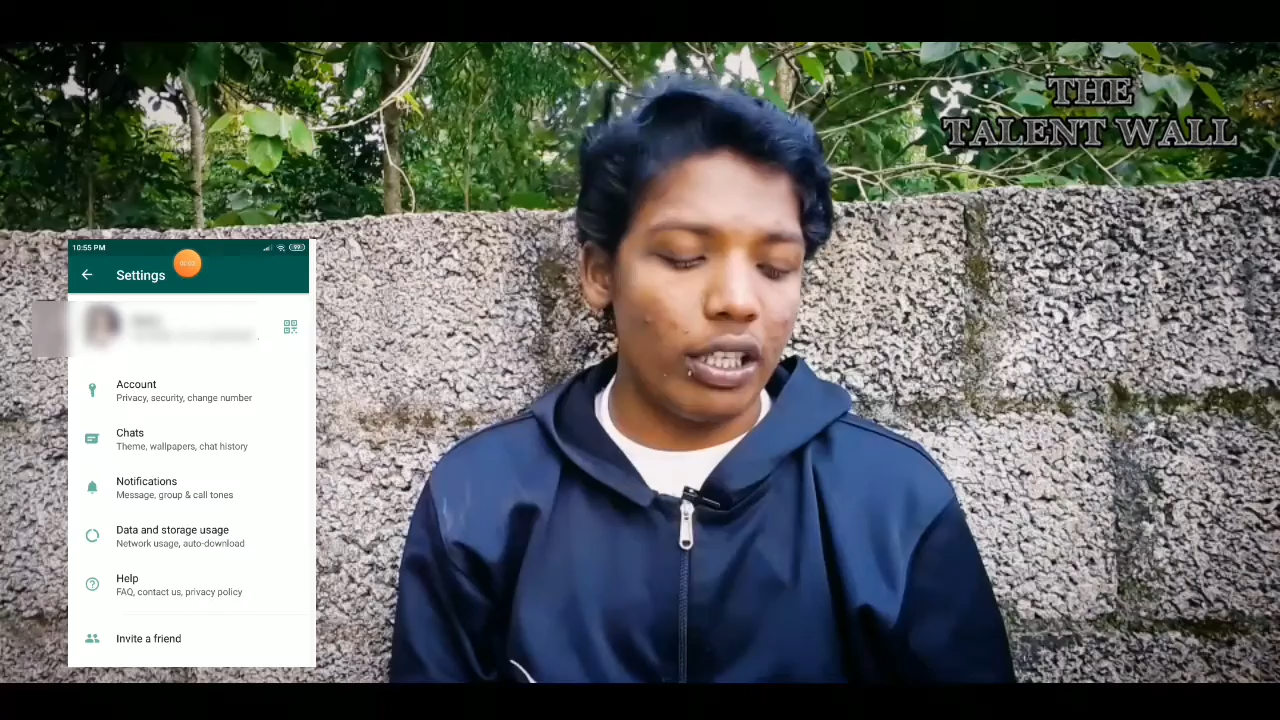 THE
TALENT WALL
10:55 PM
99
Settings
Account
Privacy, security, change number
Chats
Theme, wallpapers, chat history
Notifications
Message, group & call tones
Data and storage usage
Network usage, auto-download
Help
FAQ, contact us, privacy policy
Invite a friend